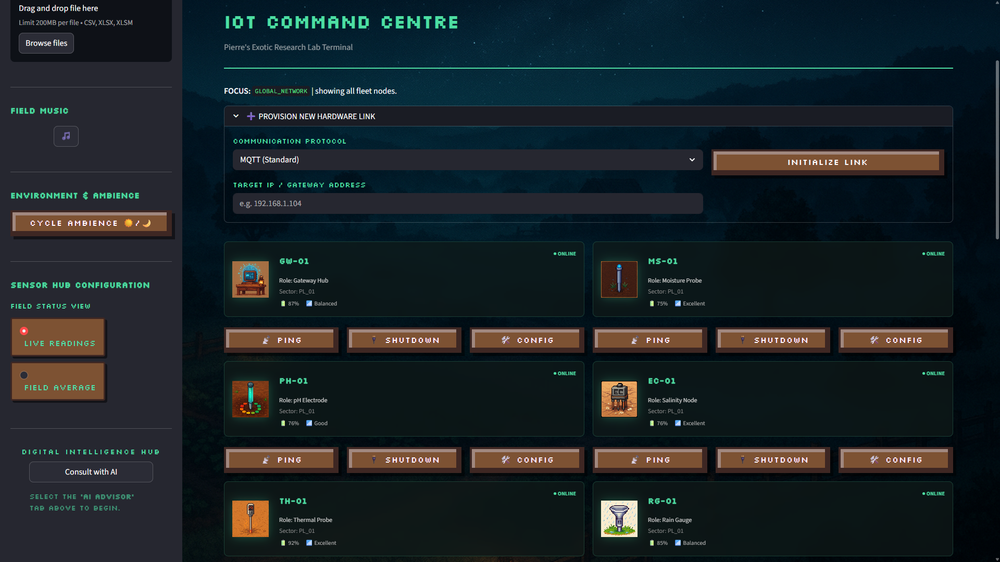 Drag and drop file here
Limit 200MB per file • CSV, XLSX, XLSM
Browse files
FIELD MUSIC
ENVIRONMENT & AMBIENCE
CYCLE AMBIENCE ☀️/🌙
SENSOR HUB CONFIGURATION
FIELD STATUS VIEW
LIVE READINGS
FIELD AVERAGE
DIGITAL INTELLIGENCE HUB
Consult with AI
SELECT THE 'AI ADVISOR'
TAB ABOVE TO BEGIN.
IOT COMMAND CENTRE
Pierre's Exotic Research Lab Terminal
FOCUS: GLOBAL_NETWORK | showing all fleet nodes.
➕ PROVISION NEW HARDWARE LINK
COMMUNICATION PROTOCOL
MQTT (Standard)
INITIALIZE LINK
TARGET IP / GATEWAY ADDRESS
e.g. 192.168.1.104
● ONLINE
GW-01
Role: Gateway Hub
Sector: PL_01
87% Balanced
● ONLINE
MS-01
Role: Moisture Probe
Sector: PL_01
75% Excellent
PING SHUTDOWN CONFIG PING SHUTDOWN CONFIG
● ONLINE
PH-01
Role: pH Electrode
Sector: PL_01
76% Good
● ONLINE
EC-01
EC
Role: Salinity Node
Sector: PL_01
76% Excellent
PING SHUTDOWN CONFIG PING SHUTDOWN CONFIG
● ONLINE
TH-01
Role: Thermal Probe
Sector: PL_01
92% Excellent
● ONLINE
RG-01
Role: Rain Gauge
Sector: PL_01
85% Balanced